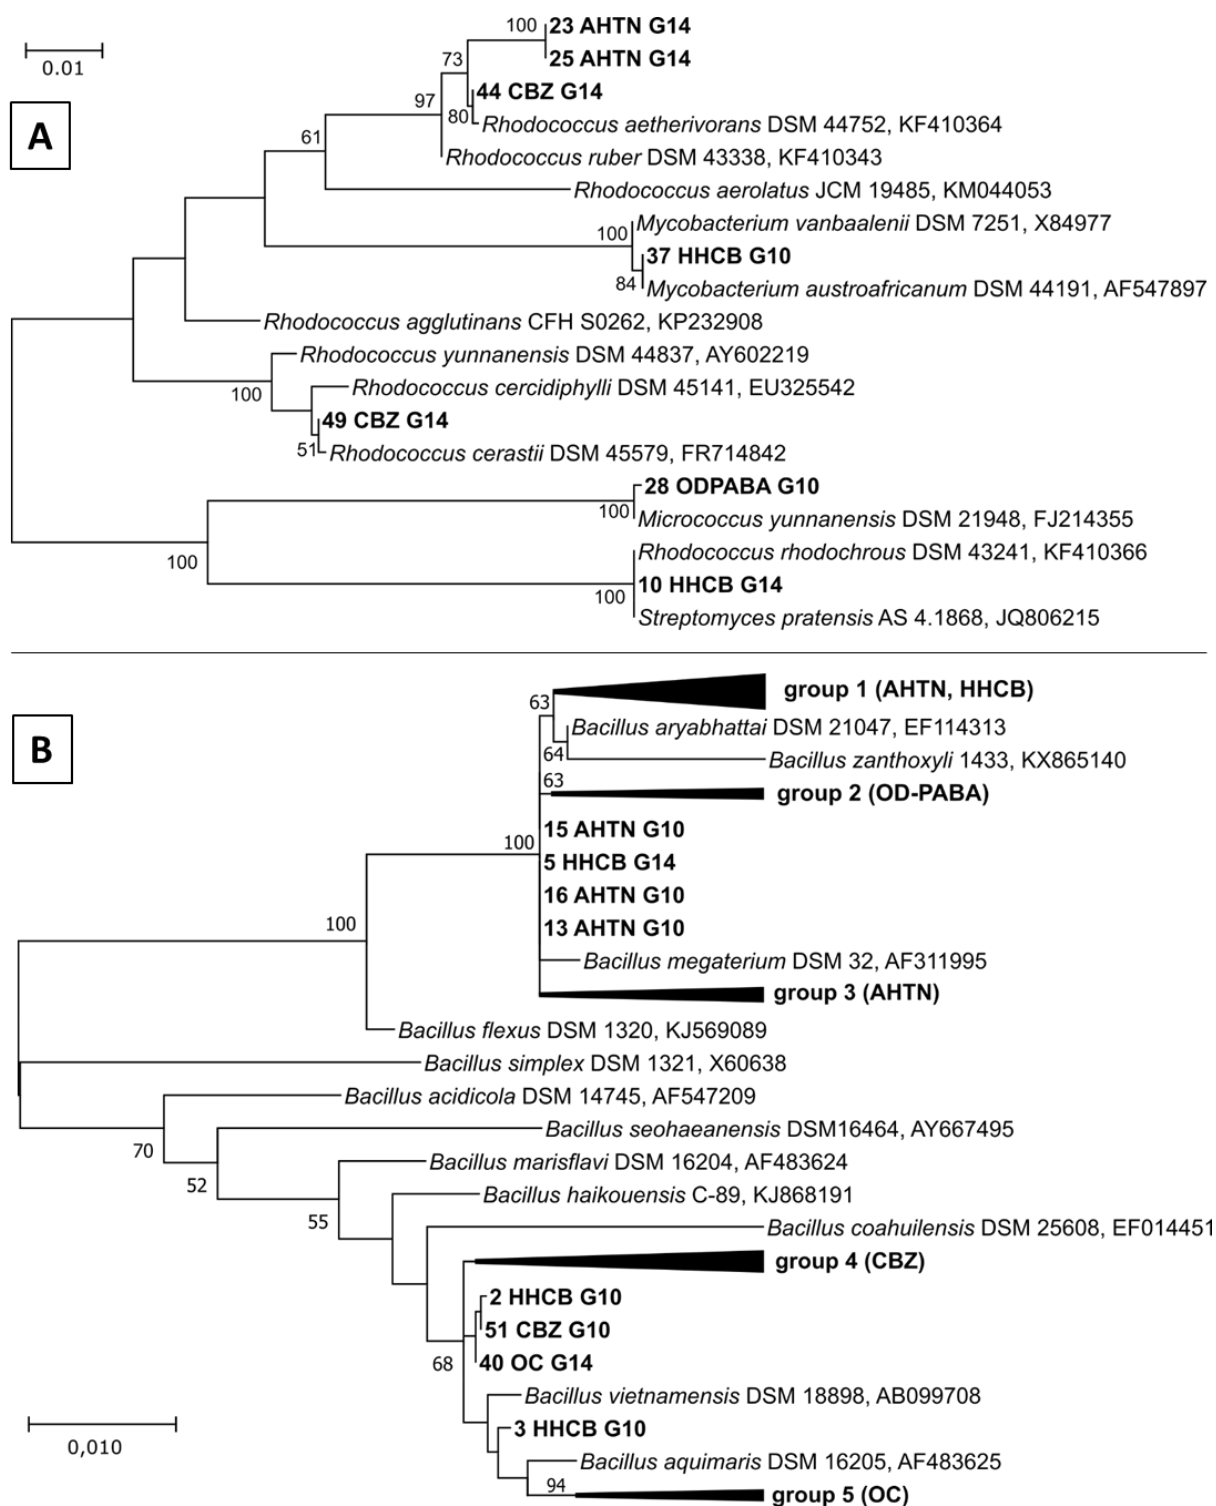 0.01
A
100
23 AHTN G14
25 AHTN G14
73
44 CBZ G14
97
80
Rhodococcus aetherivorans DSM 44752, KF410364
61
Rhodococcus ruber DSM 43338, KF410343
Rhodococcus aerolatus JCM 19485, KM044053
Mycobacterium vanbaalenii DSM 7251, X84977
100
37 HHCB G10
84
Mycobacterium austroafricanum DSM 44191, AF547897
Rhodococcus agglutinans CFH S0262, KP232908
Rhodococcus yunnanensis DSM 44837, AY602219
100
Rhodococcus cercidiphylli DSM 45141, EU325542
49 CBZ G14
51
Rhodococcus cerastii DSM 45579, FR714842
28 ODPABA G10
100
Micrococcus yunnanensis DSM 21948, FJ214355
100
Rhodococcus rhodochrous DSM 43241, KF410366
10 HHCB G14
100
Streptomyces pratensis AS 4.1868, JQ806215
B
group 1 (AHTN, HHCB)
63
Bacillus aryabhattai DSM 21047, EF114313
64
Bacillus zanthoxyli 1433, KX865140
63
group 2 (OD-PABA)
15 AHTN G10
100
5 HHCB G14
16 AHTN G10
100
13 AHTN G10
Bacillus megaterium DSM 32, AF311995
group 3 (AHTN)
Bacillus flexus DSM 1320, KJ569089
Bacillus simplex DSM 1321, X60638
Bacillus acidicola DSM 14745, AF547209
70
Bacillus seohaeanensis DSM16464, AY667495
52
Bacillus marisflavi DSM 16204, AF483624
55
Bacillus haikouensis C-89, KJ868191
Bacillus coahuilensis DSM 25608, EF014451
group 4 (CBZ)
2 HHCB G10
51 CBZ G10
68
40 OC G14
Bacillus vietnamensis DSM 18898, AB099708
3 HHCB G10
0,010
Bacillus aquimaris DSM 16205, AF483625
94
group 5 (OC)